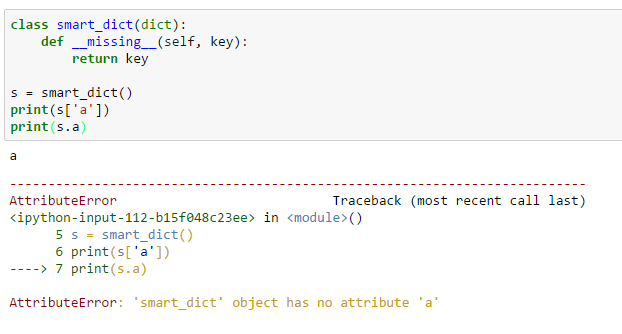 class smart_dict(dict):
    def __missing__(self, key):
        return key
s = smart_dict()
print(s['a'])
print(s.a)
a
---------------------------------------------------------------------------
AttributeError                            Traceback (most recent call last)
<ipython-input-112-b15f048c23ee> in <module>()
      5 s = smart_dict()
      6 print(s['a'])
----> 7 print(s.a)
AttributeError: 'smart_dict' object has no attribute 'a'